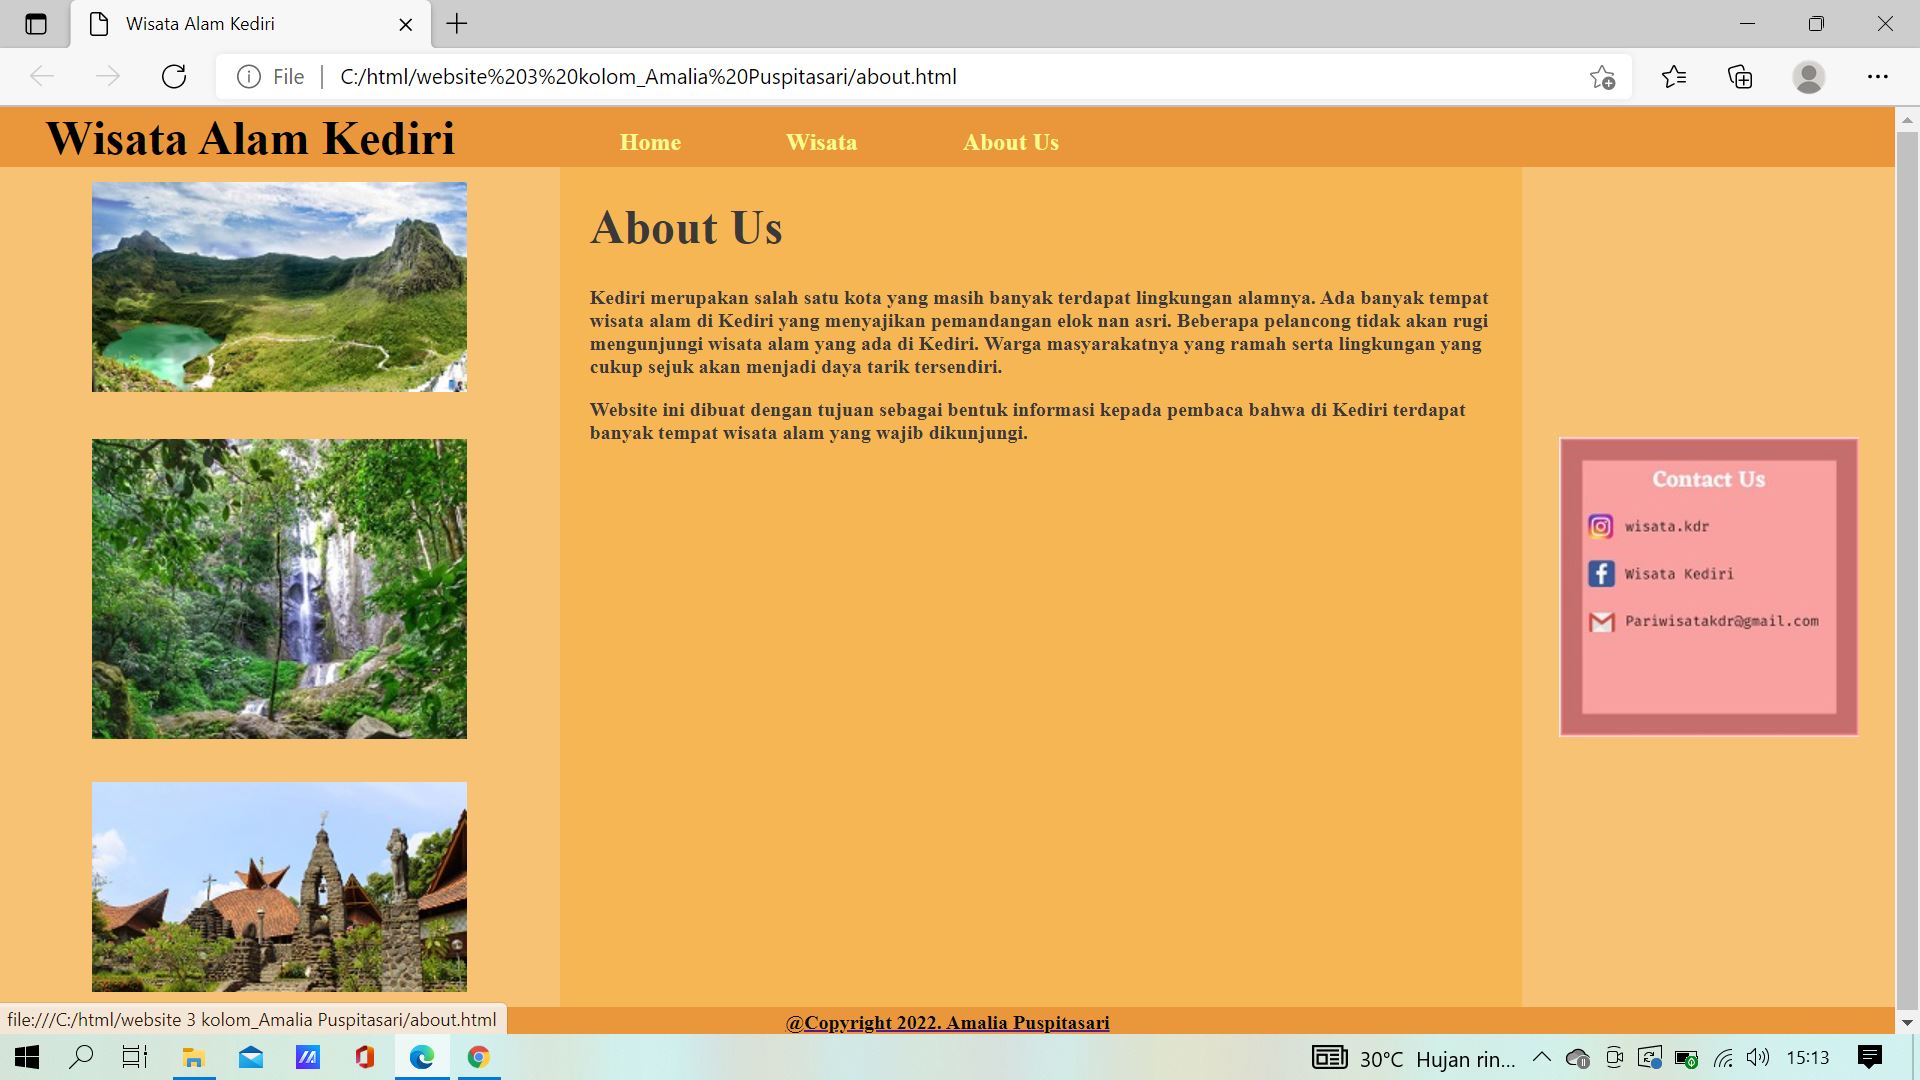 Wisata Alam Kediri
File
C:/html/website%203%20kolom_Amalia%20Puspitasari/about.html
Wisata Alam Kediri
Home
Wisata
About Us
About Us
Kediri merupakan salah satu kota yang masih banyak terdapat lingkungan alamnya. Ada banyak tempat
wisata alam di Kediri yang menyajikan pemandangan elok nan asri. Beberapa pelancong tidak akan rugi
mengunjungi wisata alam yang ada di Kediri. Warga masyarakatnya yang ramah serta lingkungan yang
cukup sejuk akan menjadi daya tarik tersendiri.
Website ini dibuat dengan tujuan sebagai bentuk informasi kepada pembaca bahwa di Kediri terdapat
banyak tempat wisata alam yang wajib dikunjungi.
Contact Us
wisata.kdr
Wisata Kediri
Pariwisatakdr@gmail.com
file:///C:/html/website 3 kolom_Amalia Puspitasari/about.html
@Copyright 2022. Amalia Puspitasari
30°C Hujan rin...
15:13